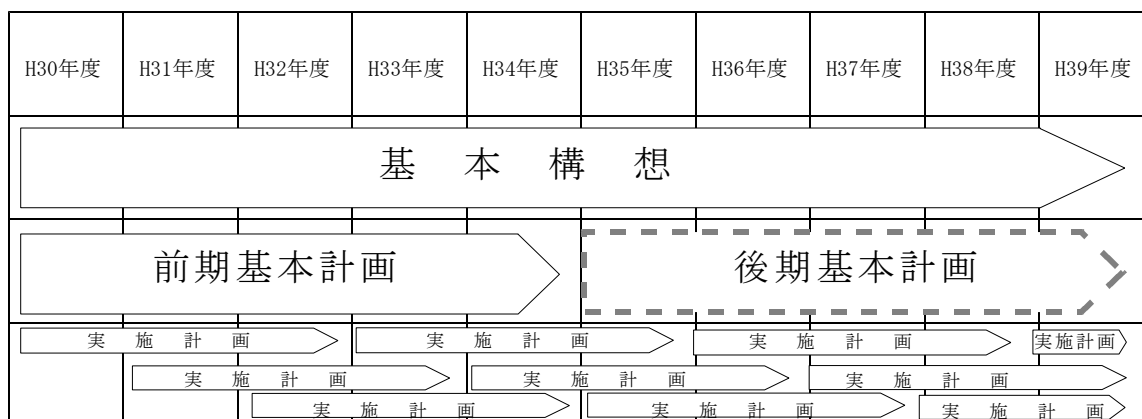 H30年度 H31年度 H32年度 H33年度 H34年度 H35年度 H36年度 H37年度 H38年度 H39年度
基本構想
前期基本計画 後期基本計画
実施計画 実施計画 実施計画 実施計画
実施計画 実施計画 実施計画
実施計画 実施計画 実施計画